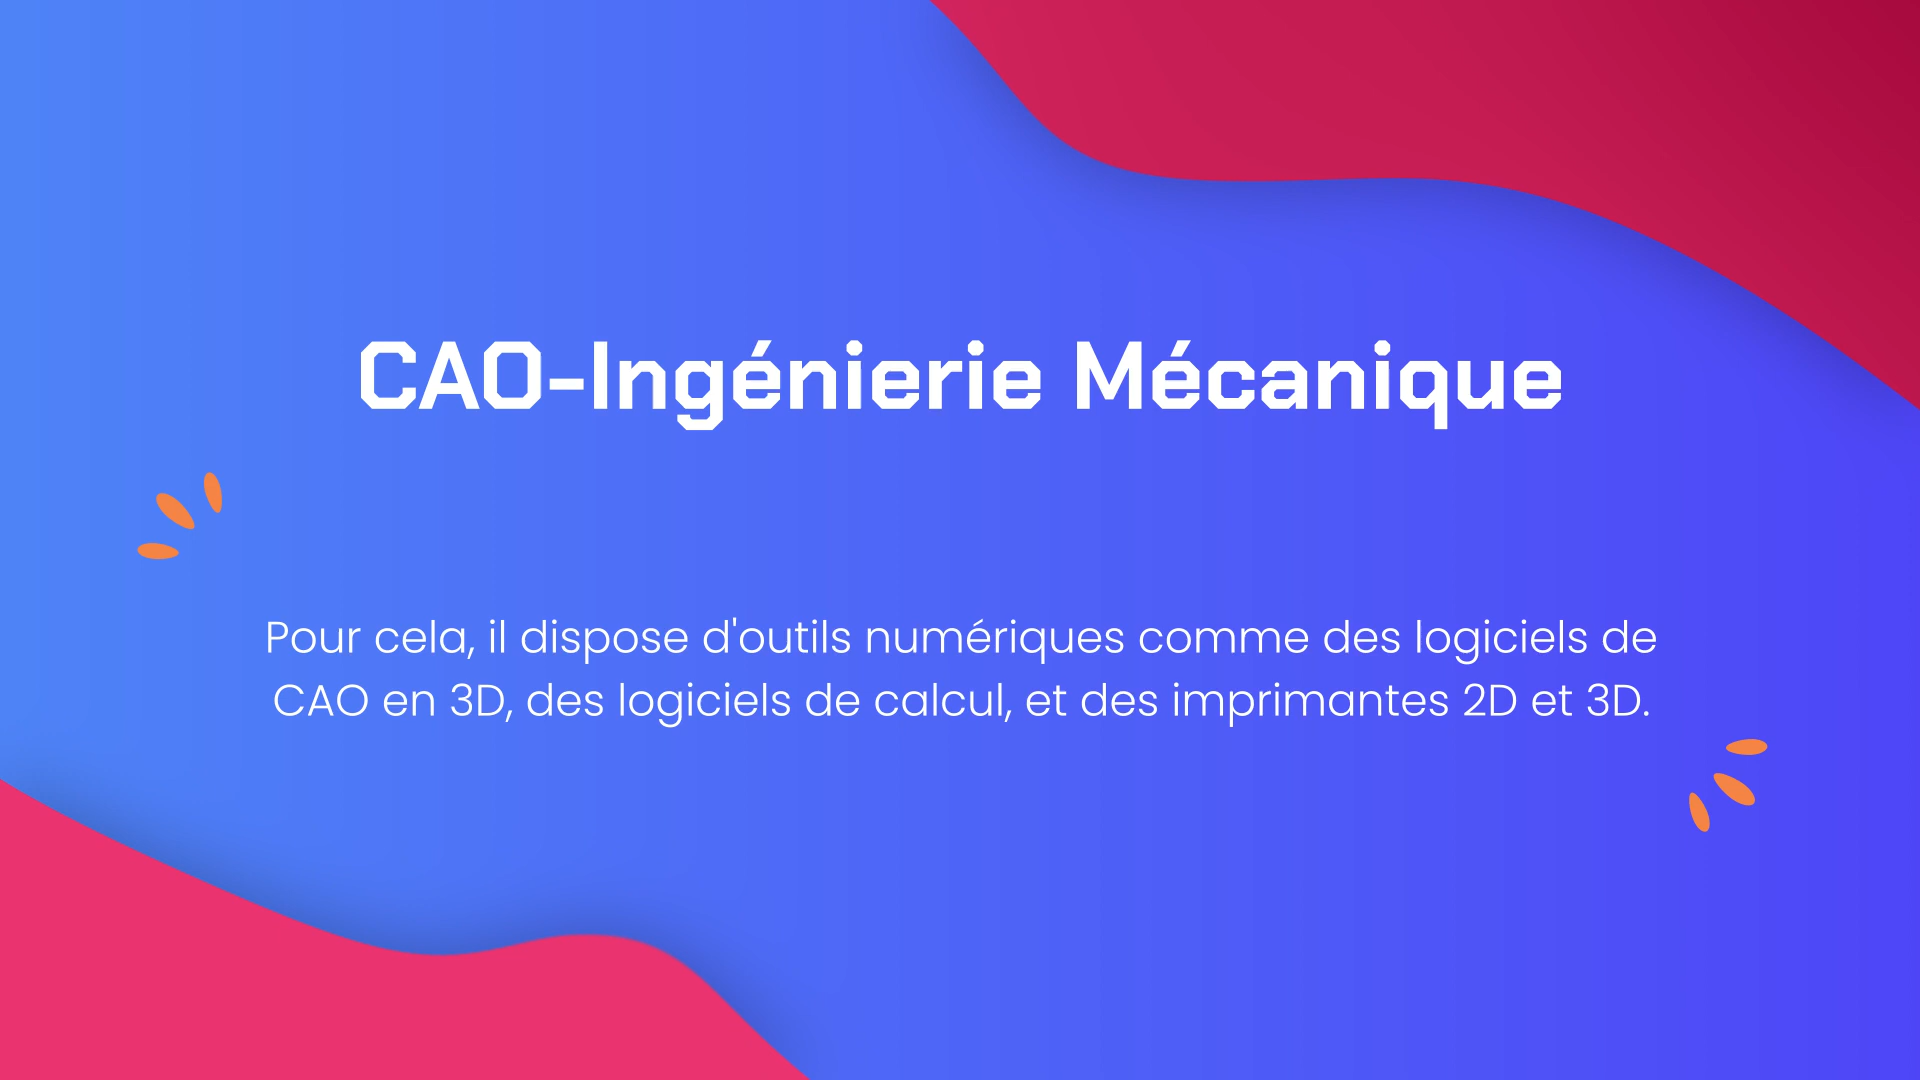 CAO-Ingénierie Mécanique
Pour cela, il dispose d'outils numériques comme des logiciels de
CAO en 3D, des logiciels de calcul, et des imprimantes 2D et 3D.